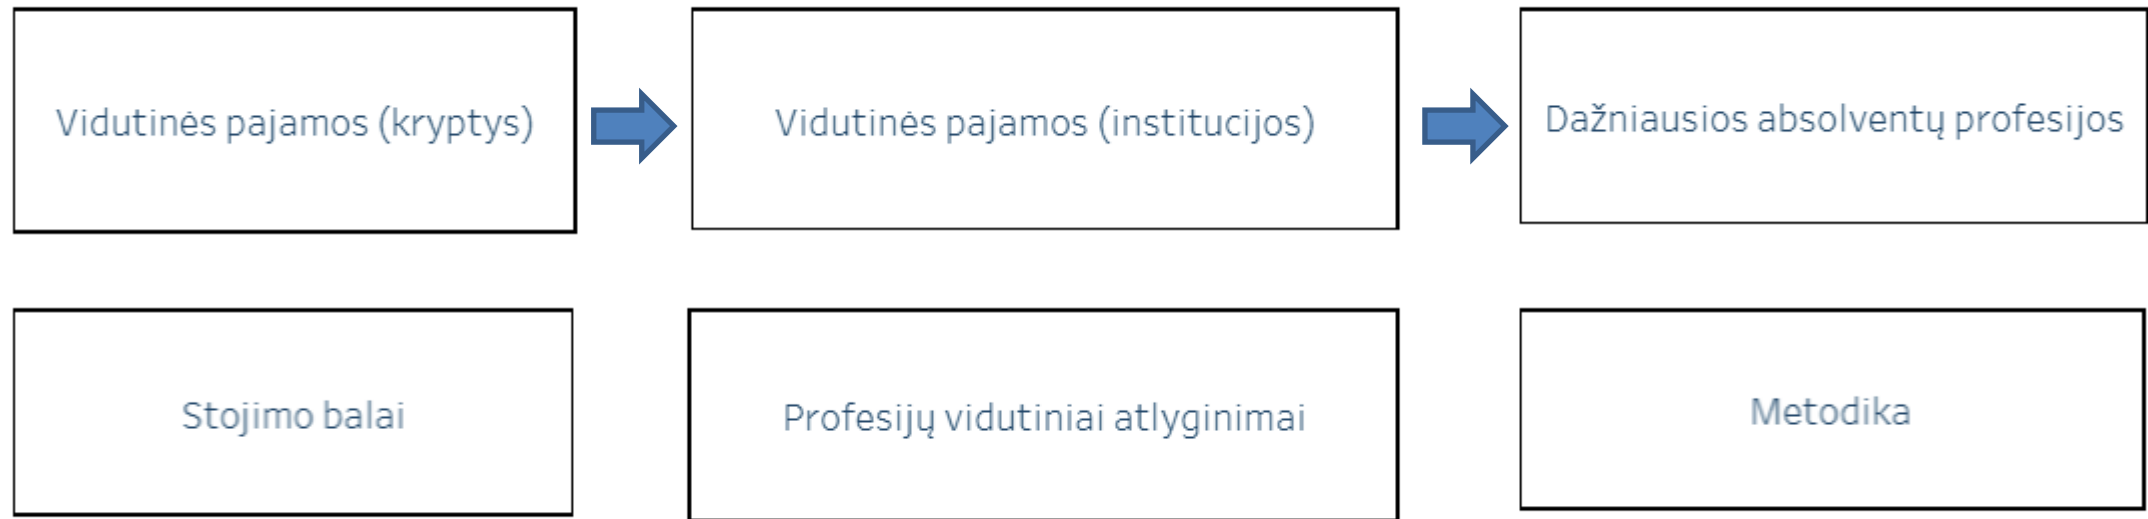 Vidutinės pajamos (kryptys)
Vidutinės pajamos (institucijos)
Dažniausios absolventų profesijos
Stojimo balai
Profesijų vidutiniai atlyginimai
Metodika